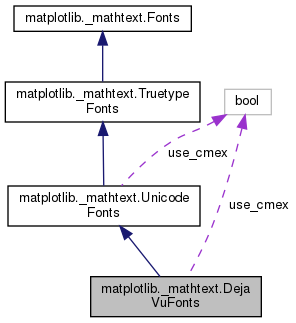 matplotlib._mathtext.Fonts
matplotlib._mathtext.Truetype
Fonts
bool
use_cmex
matplotlib._mathtext.Unicode
Fonts
use_cmex
matplotlib._mathtext.Deja
VuFonts